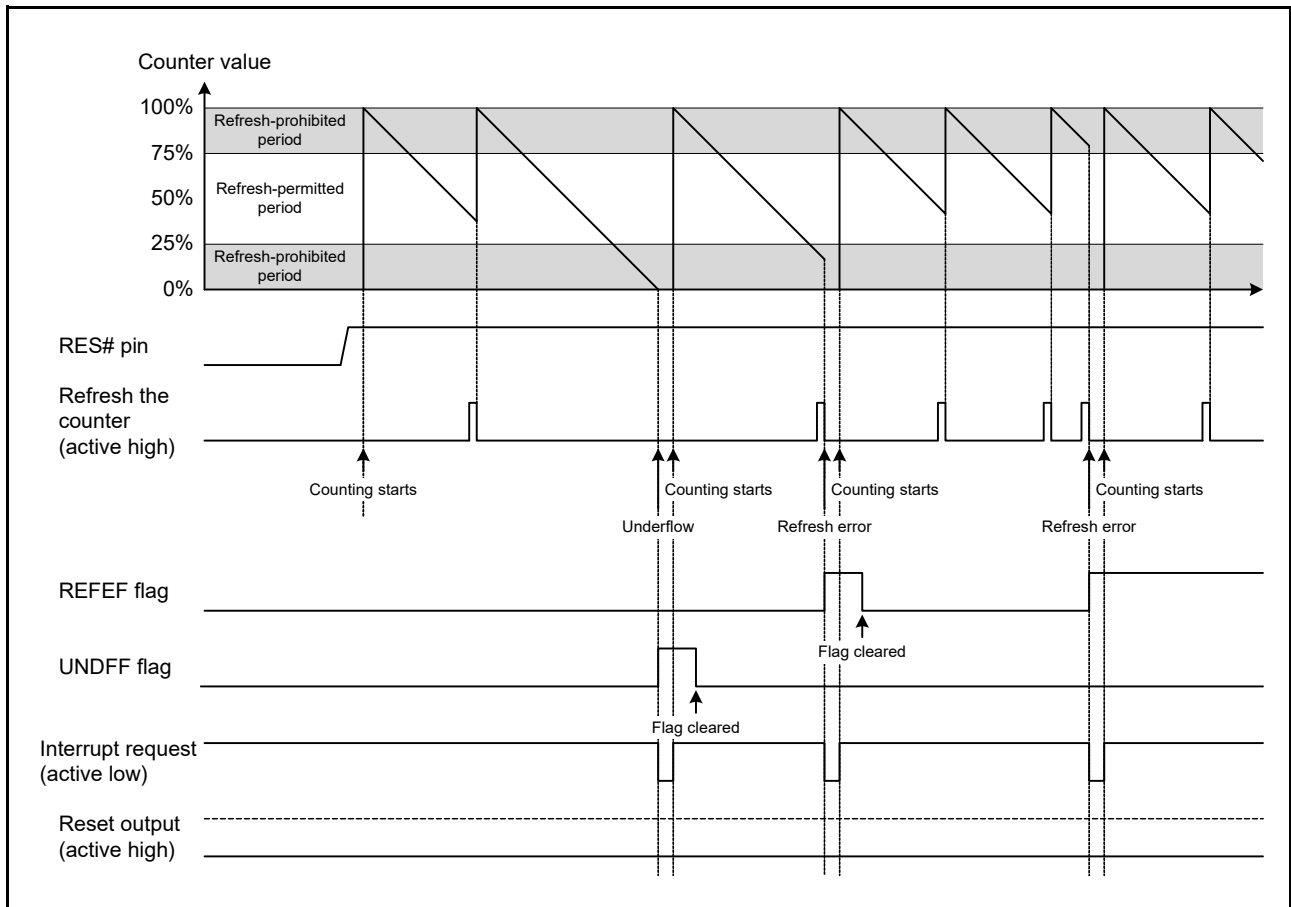 Counter value
100%
Refresh-prohibited
period
75%
Refresh-permitted
period
50%
25%
Refresh-prohibited
period
0%
RES# pin
Refresh the
counter
(active high)
Counting starts
Counting starts
Counting starts
Counting starts
Underflow
Refresh error
Refresh error
REFEF flag
Flag cleared
UNDFF flag
Flag cleared
Interrupt request
(active low)
Reset output
(active high)